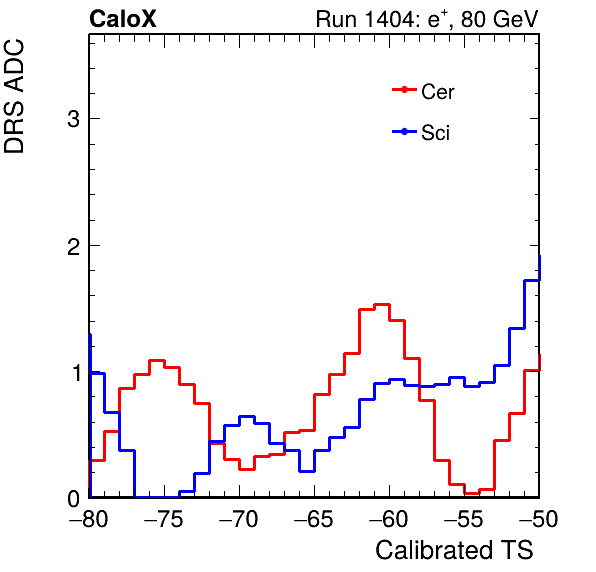 CaloX Run 1404: e⁺, 80 GeV
DRS ADC
Cer
Sci
3
2
1
0
−80 −75 −70 −65 −60 −55 −50
Calibrated TS